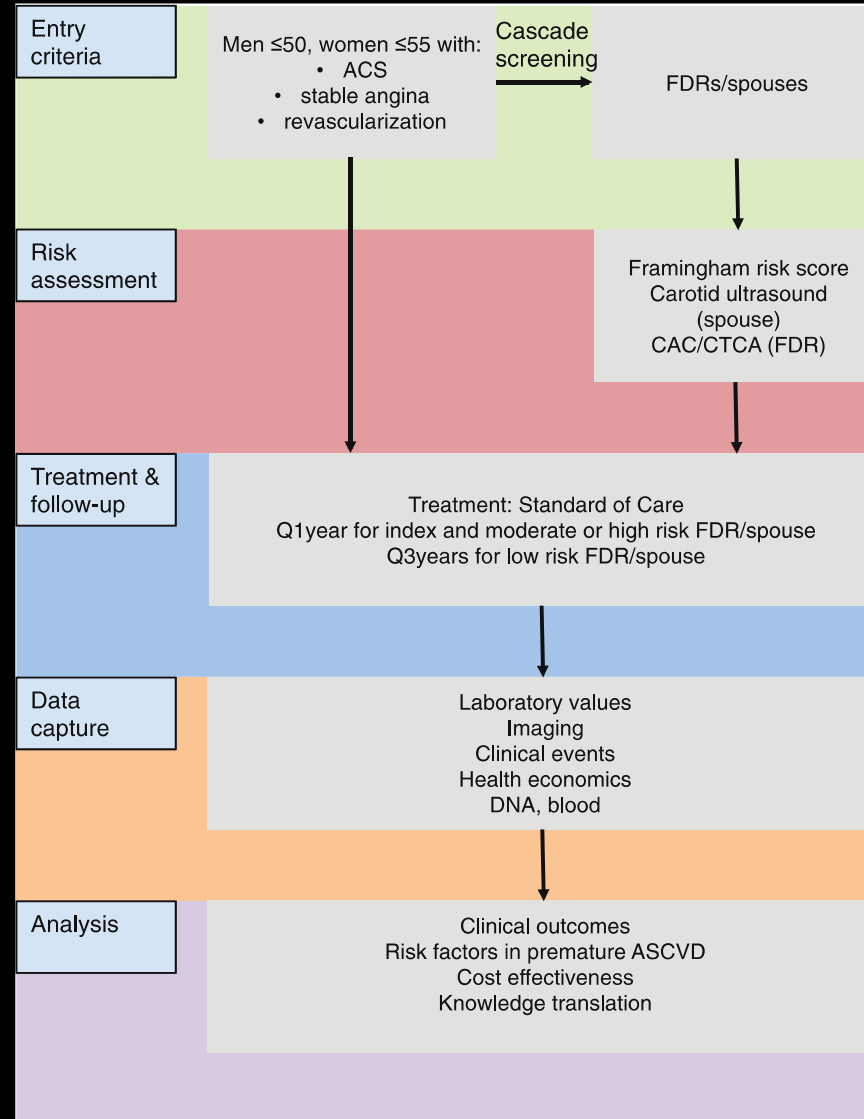 Entry
criteria
Men ≤50, women ≤55 with:
• ACS
• stable angina
• revascularization
Cascade
screening
FDRs/spouses
Risk
assessment
Framingham risk score
Carotid ultrasound
(spouse)
CAC/CTCA (FDR)
Treatment &
follow-up
Treatment: Standard of Care
Q1year for index and moderate or high risk FDR/spouse
Q3years for low risk FDR/spouse
Data
capture
Laboratory values
Imaging
Clinical events
Health economics
DNA, blood
Analysis
Clinical outcomes
Risk factors in premature ASCVD
Cost effectiveness
Knowledge translation